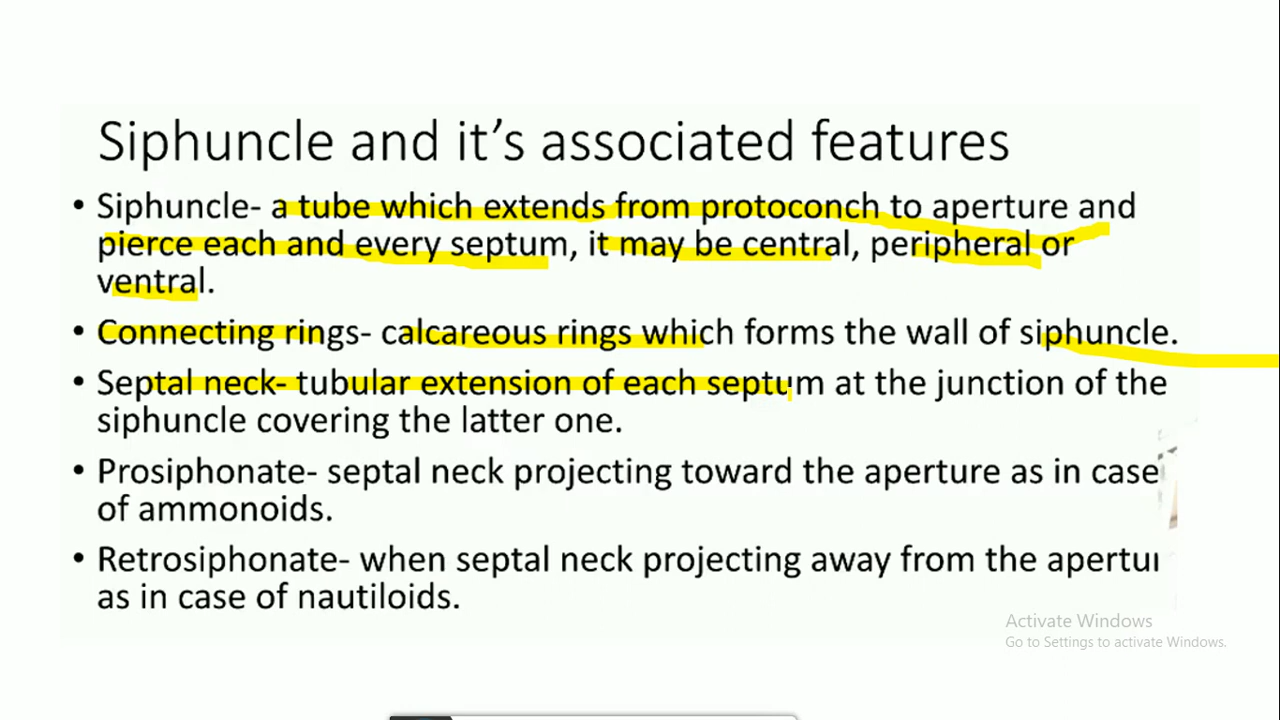 Siphuncle and it’s associated features
• Siphuncle- a tube which extends from protoconch to aperture and
pierce each and every septum, it may be central, peripheral or
ventral.
• Connecting rings- calcareous rings which forms the wall of siphuncle.
• Septal neck- tubular extension of each septum at the junction of the
siphuncle covering the latter one.
• Prosiphonate- septal neck projecting toward the aperture as in case
of ammonoids.
• Retrosiphonate- when septal neck projecting away from the
as in case of nautiloids.
Activate Windows
Go to Settings to activate Windows.